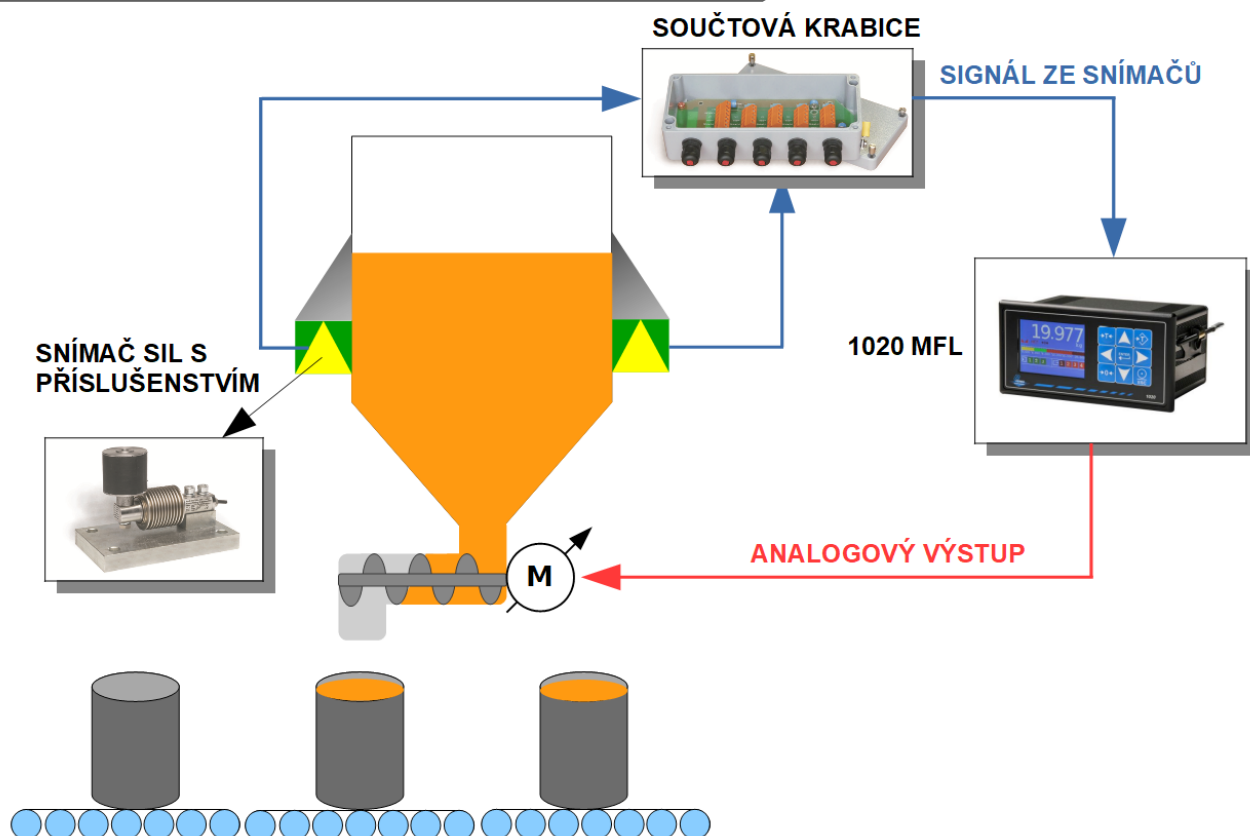 SOUČTOVÁ KRABICE
SIGNÁL ZE SNÍMAČŮ
1020 MFL
19.977
SNÍMAČ SIL S
PŘÍSLUŠENSTVÍM
ANALOGOVÝ VÝSTUP
M